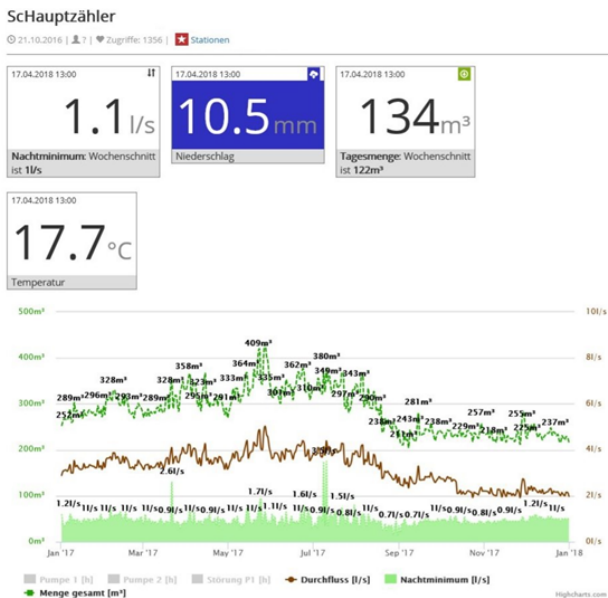 ScHauptzähler
21.10.2016 | 7 | Zugriffe: 1356 | Stationen
17.04.2018 13:00
1.1 l/s
Nachtminimum: Wochenschnitt
ist 1l/s
17.04.2018 13:00
10.5 mm
Niederschlag
17.04.2018 13:00
134 m³
Tagesmenge: Wochenschnitt
ist 122m³
17.04.2018 13:00
17.7 °C
Temperatur
500m³ 10l/s
409m³
400m³ 8l/s
364m³ 380m³
358m³ 362m³
328m³ 328m³ 323m³ 333m³ 335m³ 349m³ 343m³
289m³ 296m³ 293m³ 289m³ 295m³ 291m³ 310m³ 297m³ 290m³
300m³ 6l/s
281m³
252m³ 238m³ 243m³ 238m³ 229m³ 257m³ 218m³ 255m³ 225m³ 237m³
200m³ 4l/s
2.6l/s
100m³ 2l/s
1.7l/s 1.6l/s 1.5l/s
1.2l/s 1l/s 1l/s 1l/s 1l/s 0.9l/s 1l/s 0.9l/s 1l/s 1l/s 1.1l/s 1l/s 0.9l/s 0.8l/s 1l/s 0.7l/s 0.7l/s 1l/s 0.9l/s 0.8l/s 0.9l/s 1.2l/s 1l/s
0m³ 0l/s
Jan '17 Mar '17 May '17 Jul '17 Sep '17 Nov '17 Jan '18
Pumpe 1 [h] Pumpe 2 [h] Störung P1 [h] Durchfluss [l/s] Nachtminimum [l/s]
Menge gesamt [m³]
Highcharts.com